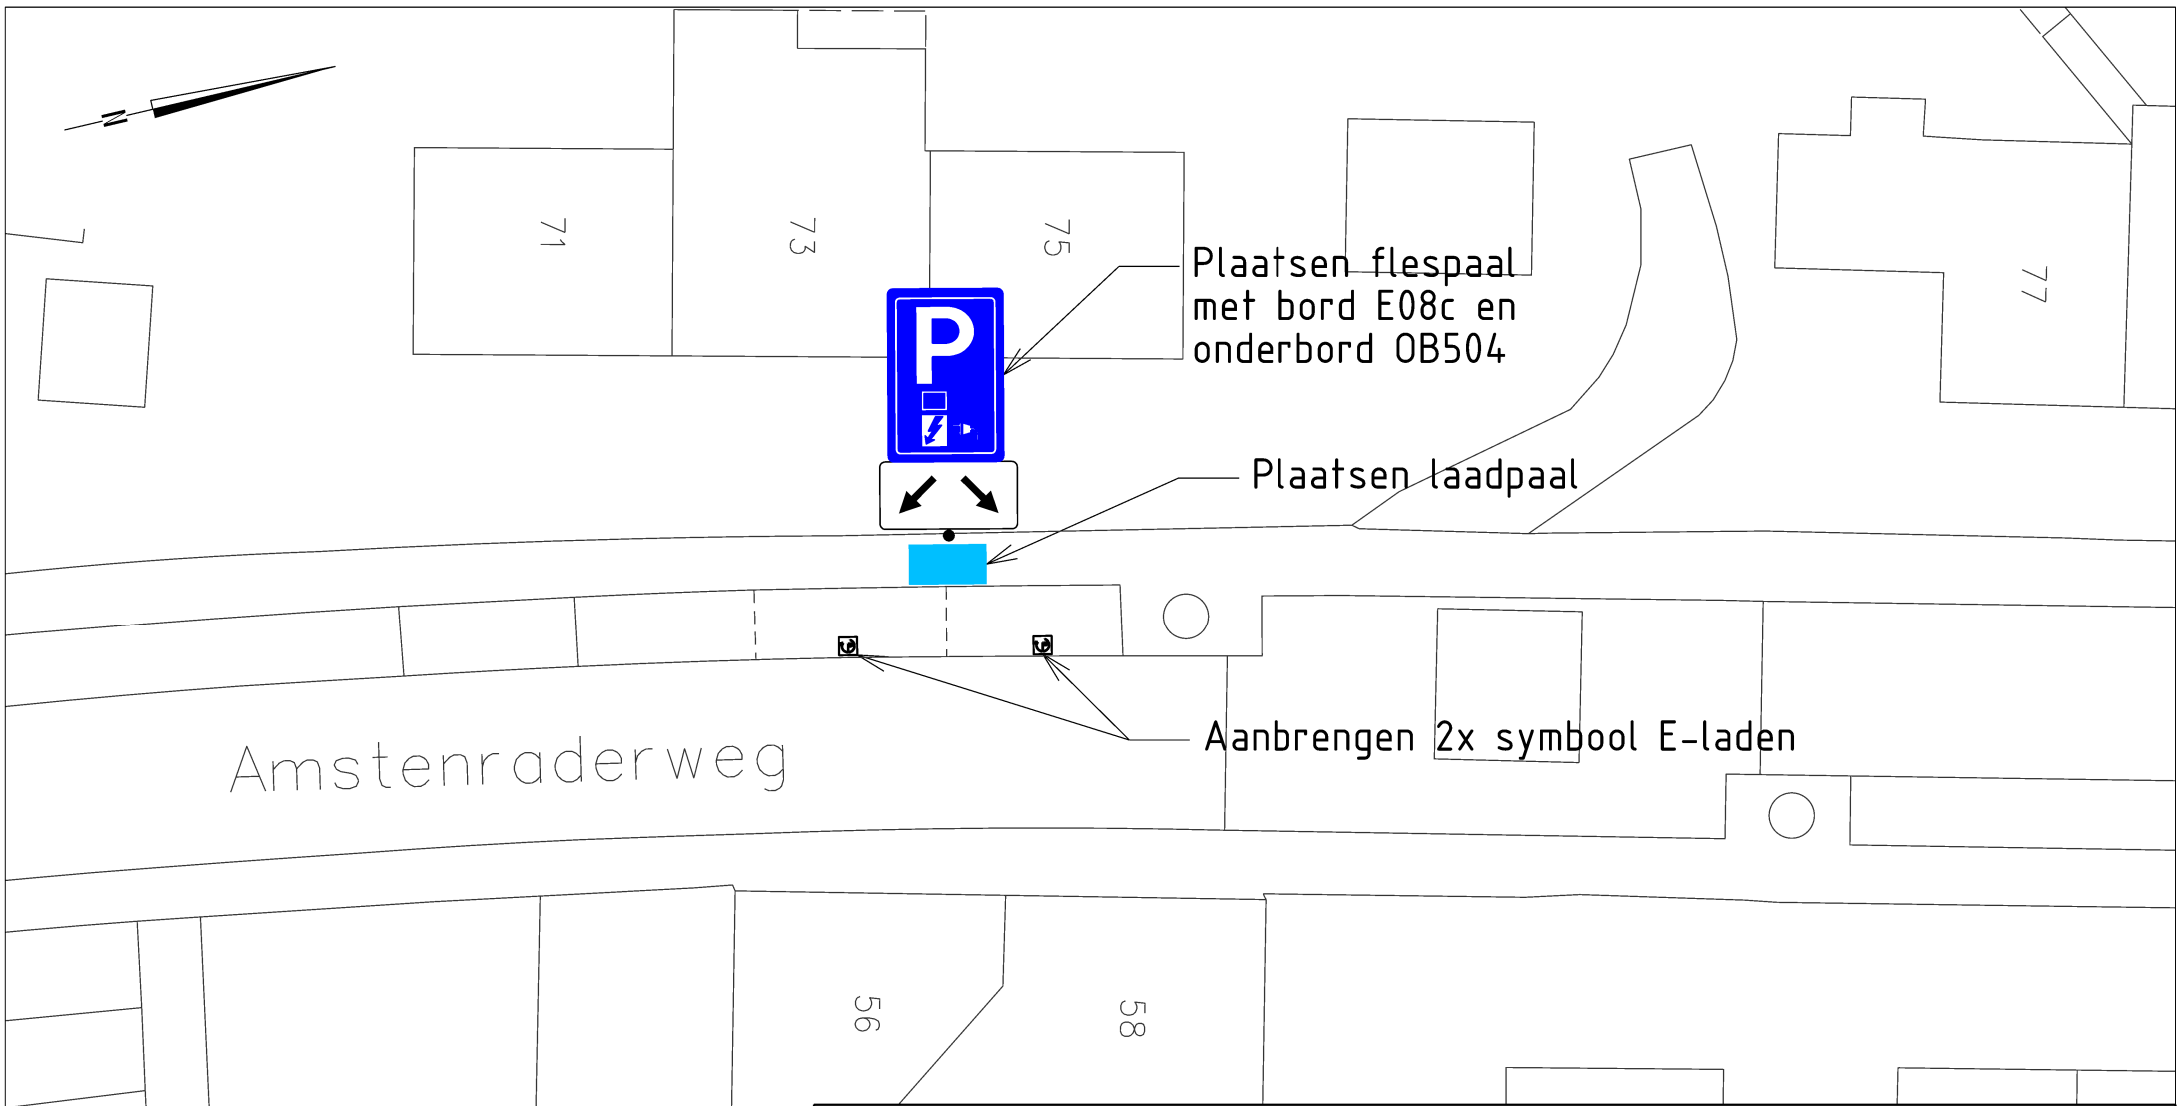 N
71
73
75
77
Plaatsen flespaal
met bord E08c en
onderbord OB504
P
Plaatsen laadpaal
Aanbrengen 2x symbool E-laden
Amstenraderweg
56
58